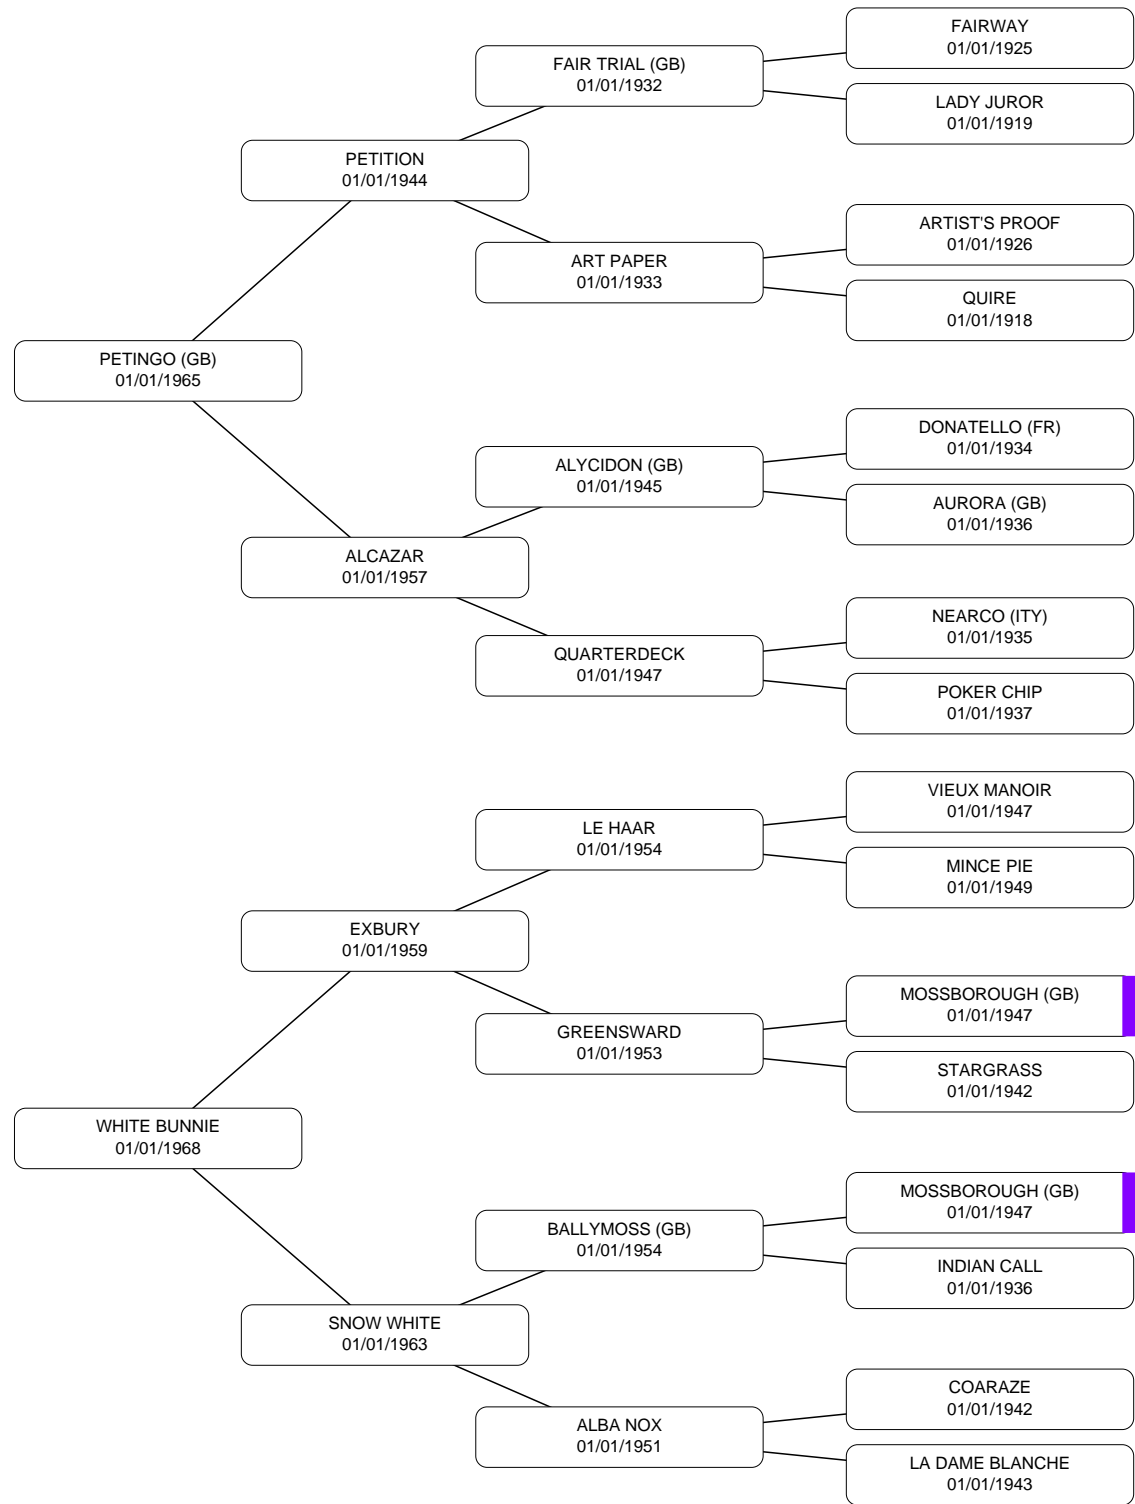 FAIRWAY
01/01/1925
FAIR TRIAL (GB)
01/01/1932
LADY JUROR
01/01/1919
PETITION
01/01/1944
ARTIST'S PROOF
01/01/1926
ART PAPER
01/01/1933
QUIRE
01/01/1918
PETINGO (GB)
01/01/1965
DONATELLO (FR)
01/01/1934
ALYCIDON (GB)
01/01/1945
AURORA (GB)
01/01/1936
ALCAZAR
01/01/1957
NEARCO (ITY)
01/01/1935
QUARTERDECK
01/01/1947
POKER CHIP
01/01/1937
VIEUX MANOIR
01/01/1947
LE HAAR
01/01/1954
MINCE PIE
01/01/1949
EXBURY
01/01/1959
MOSSBOROUGH (GB)
01/01/1947
GREENSWARD
01/01/1953
STARGRASS
01/01/1942
WHITE BUNNIE
01/01/1968
MOSSBOROUGH (GB)
01/01/1947
BALLYMOSS (GB)
01/01/1954
INDIAN CALL
01/01/1936
SNOW WHITE
01/01/1963
COARAZE
01/01/1942
ALBA NOX
01/01/1951
LA DAME BLANCHE
01/01/1943